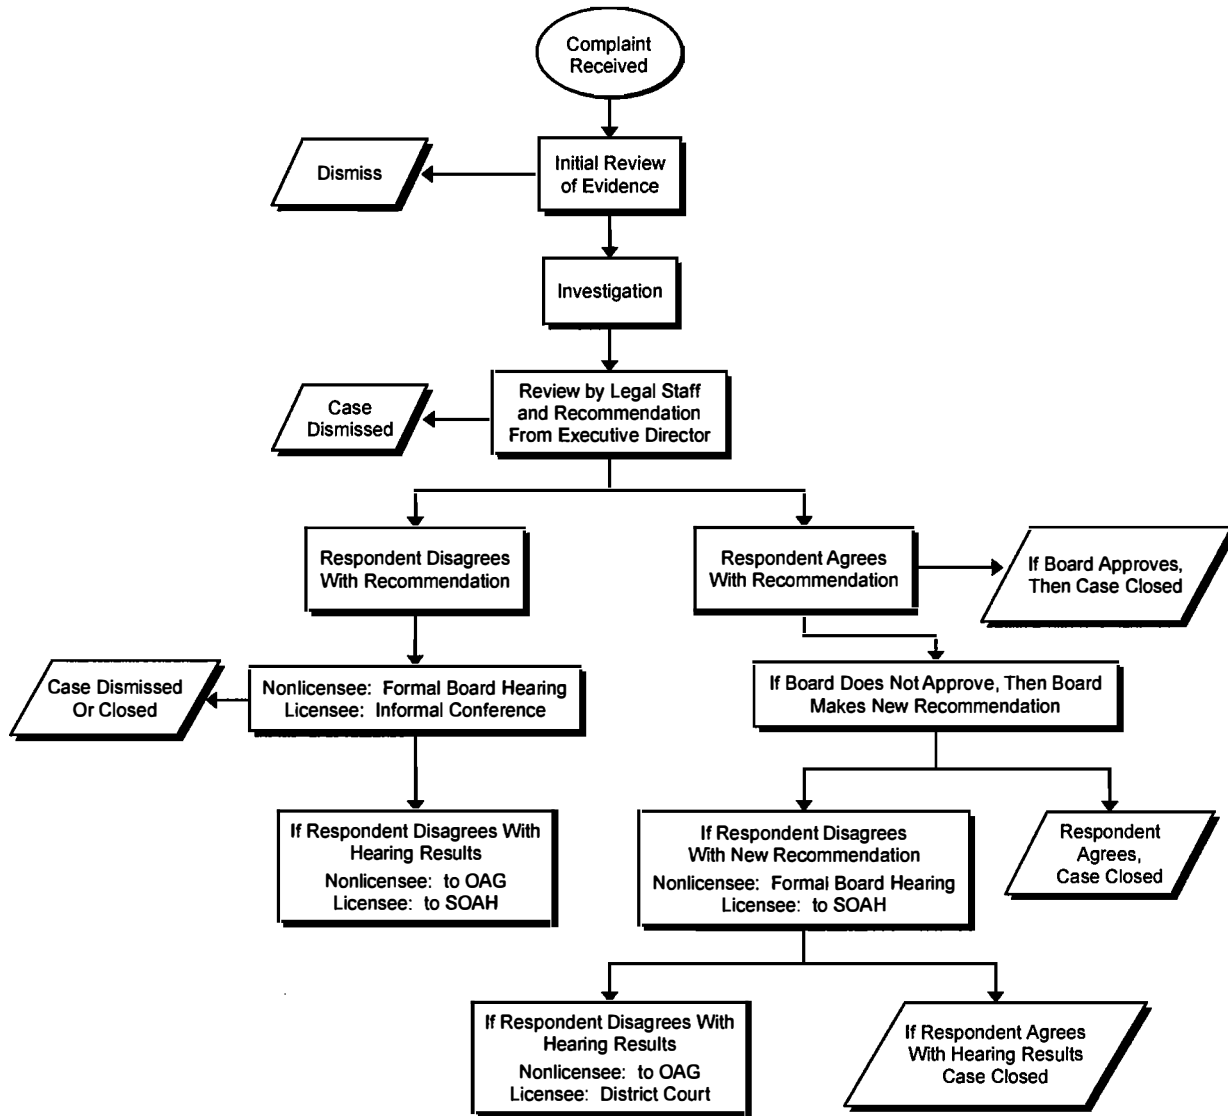 Complaint
Received
Initial Review
of Evidence
Dismiss
Investigation
Review by Legal Staff
and Recommendation
From Executive Director
Case
Dismissed
Respondent Disagrees
With Recommendation
Respondent Agrees
With Recommendation
If Board Approves,
Then Case Closed
Case Dismissed
Or Closed
Nonlicensee: Formal Board Hearing
Licensee: Informal Conference
If Board Does Not Approve, Then Board
Makes New Recommendation
If Respondent Disagrees With
Hearing Results
Nonlicensee: to OAG
Licensee: to SOAH
If Respondent Disagrees
With New Recommendation
Nonlicensee: Formal Board Hearing
Licensee: to SOAH
Respondent
Agrees,
Case Closed
If Respondent Disagrees With
Hearing Results
Nonlicensee: to OAG
Licensee: District Court
If Respondent Agrees
With Hearing Results
Case Closed